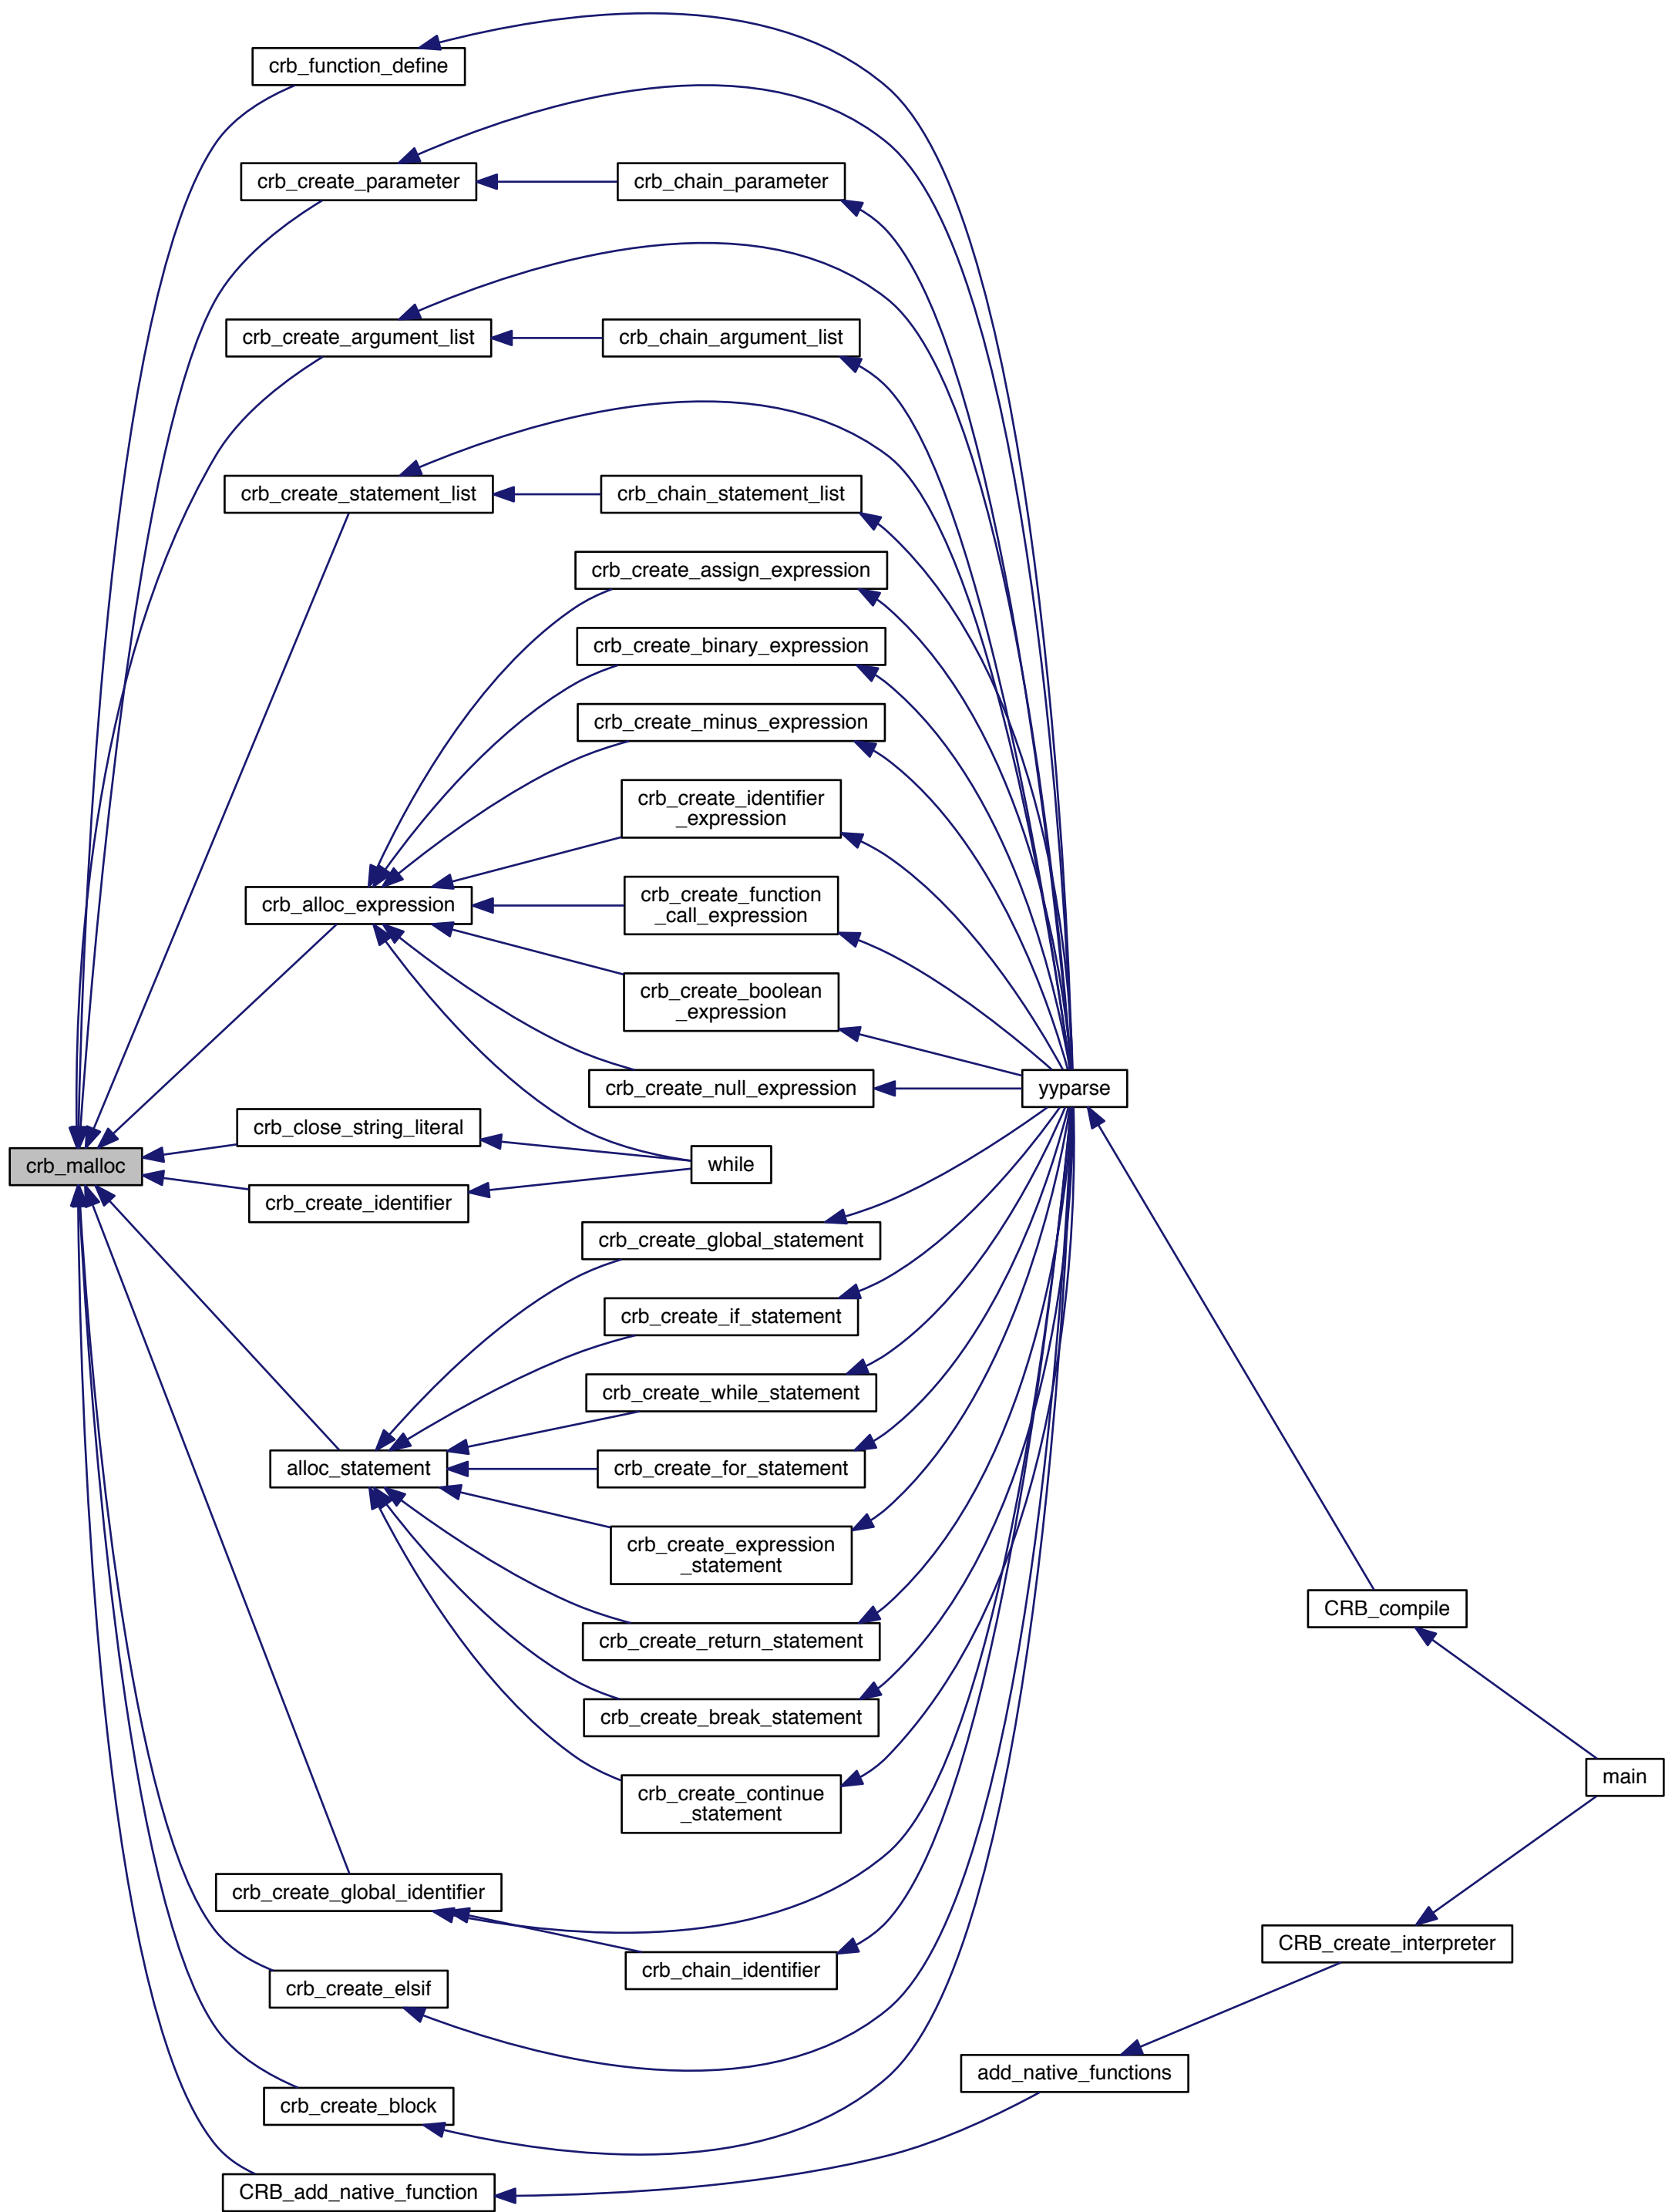 crb_function_define
crb_create_parameter
crb_chain_parameter
crb_create_argument_list
crb_chain_argument_list
crb_create_statement_list
crb_chain_statement_list
crb_create_assign_expression
crb_create_binary_expression
crb_create_minus_expression
crb_create_identifier
_expression
crb_alloc_expression
crb_create_function
_call_expression
crb_create_boolean
_expression
crb_create_null_expression
yyparse
crb_close_string_literal
crb_malloc
while
crb_create_identifier
crb_create_global_statement
crb_create_if_statement
crb_create_while_statement
alloc_statement
crb_create_for_statement
crb_create_expression
_statement
CRB_compile
crb_create_return_statement
crb_create_break_statement
crb_create_continue
_statement
main
crb_create_global_identifier
CRB_create_interpreter
crb_chain_identifier
crb_create_elsif
add_native_functions
crb_create_block
CRB_add_native_function